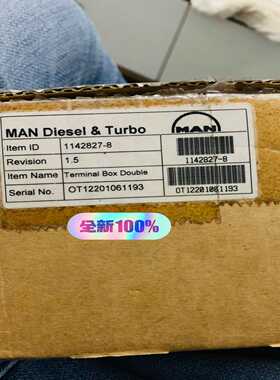 MAN Diesel & Turbo
MAN
Item ID 1142827-8
1142827-8
Revision 1.5
Item Name Terminal Box Double
Serial No. OT12201061193
OT12201061193
全新100%